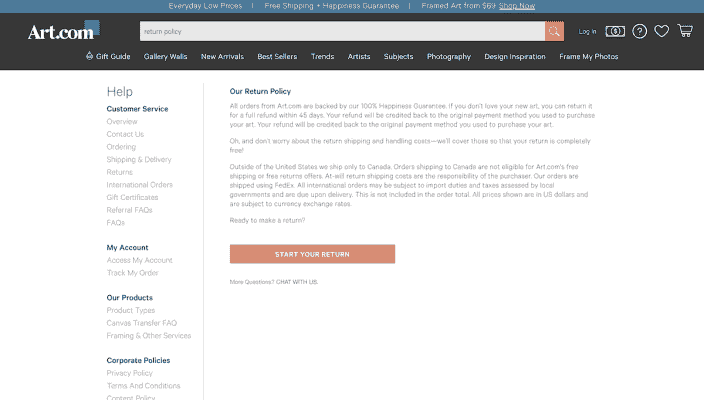 Everyday Low Prices | Free Shipping + Happiness Guarantee | Framed Art from $69 Shop Now
Art.com
return policy
Log In
Gift Guide Gallery Walls New Arrivals Best Sellers Trends Artists Subjects Photography Design Inspiration Frame My Photos
Help
Customer Service
Overview
Contact Us
Ordering
Shipping & Delivery
Returns
International Orders
Gift Certificates
Referral FAQs
FAQs
My Account
Access My Account
Track My Order
Our Products
Product Types
Canvas Transfer FAQ
Framing & Other Services
Corporate Policies
Privacy Policy
Terms And Conditions
Content Policy
Our Return Policy
All orders from Art.com are backed by our 100% Happiness Guarantee. If you don't love your new art, you can return it
for a full refund within 45 days. Your refund will be credited back to the original payment method you used to purchase
your art. Your refund will be credited back to the original payment method you used to purchase your art.
Oh, and don't worry about the return shipping and handling costs—we'll cover those so that your return is completely
free!
Outside of the United States we ship only to Canada. Orders shipping to Canada are not eligible for Art.com's free
shipping or free returns offers. At-will return shipping costs are the responsibility of the purchaser. Our orders are
shipped using FedEx. All international orders may be subject to import duties and taxes assessed by local
governments and are due upon delivery. This is not included in the order total. All prices shown are in US dollars and
are subject to currency exchange rates.
Ready to make a return?
START YOUR RETURN
More Questions? CHAT WITH US